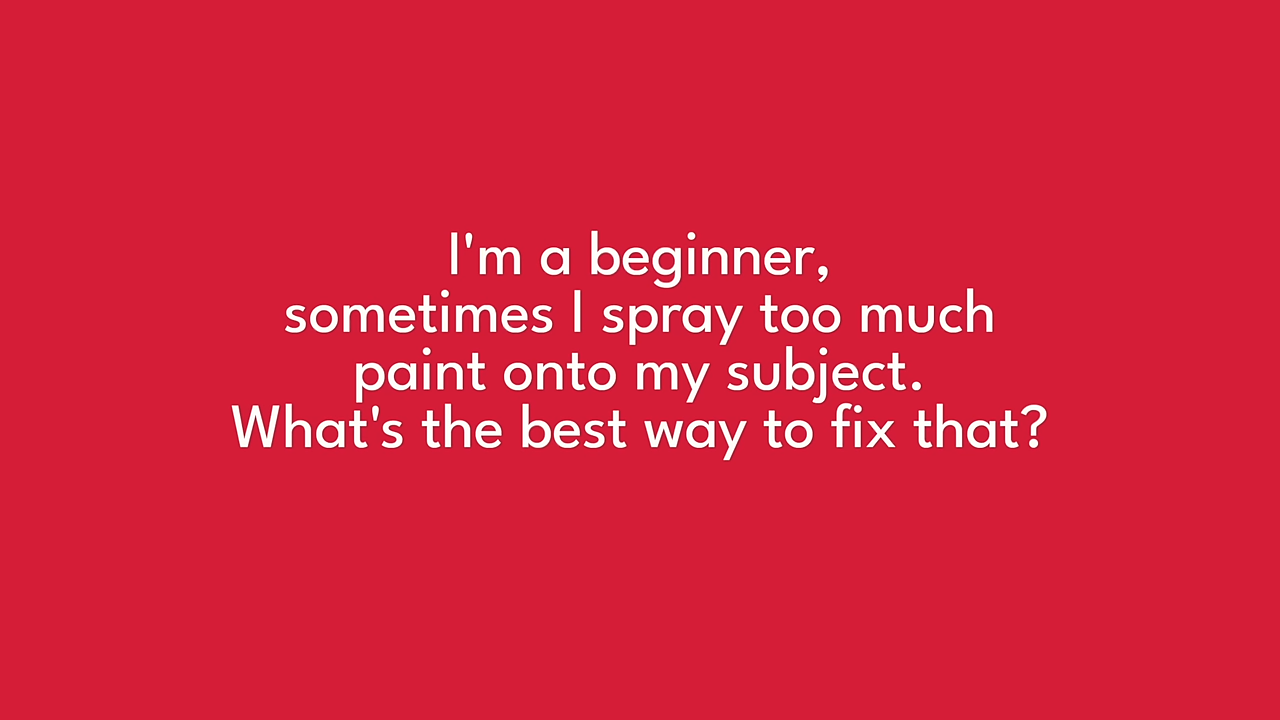 I'm a beginner,
sometimes I spray too much
paint onto my subject.
What's the best way to fix that?